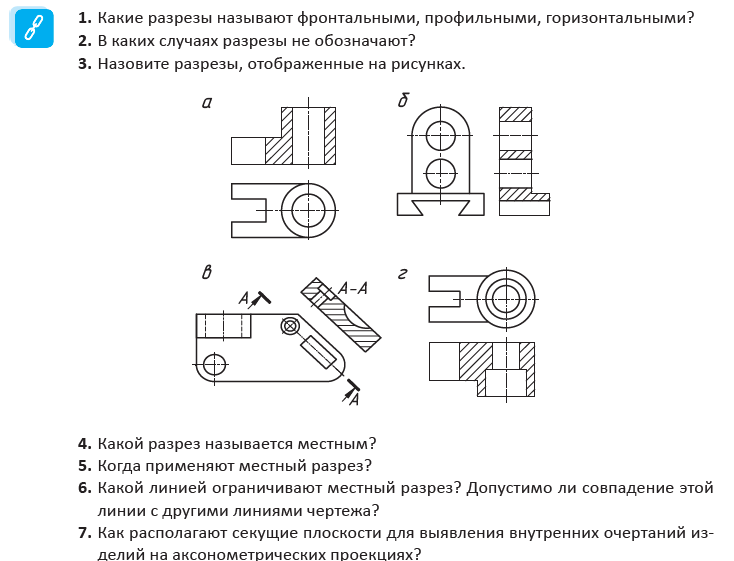 1. Какие разрезы называют фронтальными, профильными, горизонтальными?
2. В каких случаях разрезы не обозначают?
3. Назовите разрезы, отображенные на рисунках.
а
б
в
А
А–А
г
А
4. Какой разрез называется местным?
5. Когда применяют местный разрез?
6. Какой линией ограничивают местный разрез? Допустимо ли совпадение этой
линии с другими линиями чертежа?
7. Как располагают секущие плоскости для выявления внутренних очертаний из-
делий на аксонометрических проекциях?